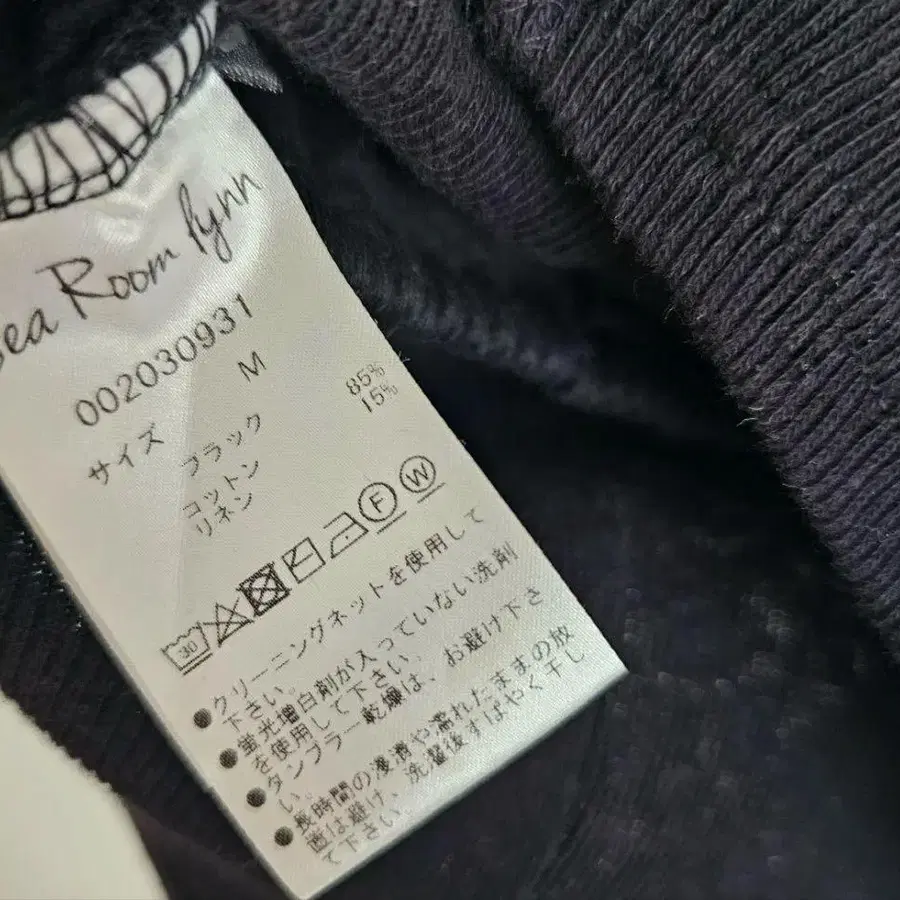 Sea Room lynn
002030931
サイズ M
ブラック
コットン 85%
リネン 15%
30 F W
●クリーニングネットを使用して
下さい。
●蛍光増白剤が入っていない洗剤
を使用して下さい。
●タンブラー乾燥は、お避け下さ
い。
●長時間の浸漬や濡れたままの放
置は避け、洗濯後すばやく干し
て下さい。